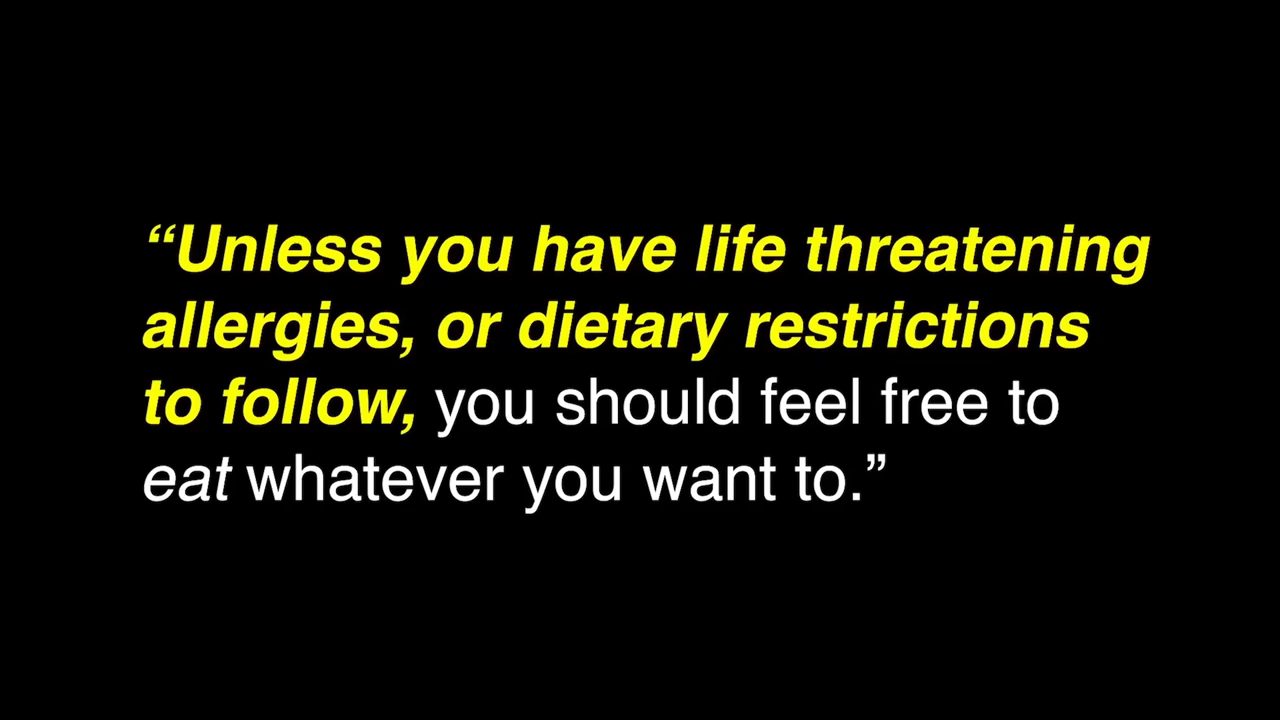 “Unless you have life threatening
allergies, or dietary restrictions
to follow, you should feel free to
eat whatever you want to.”